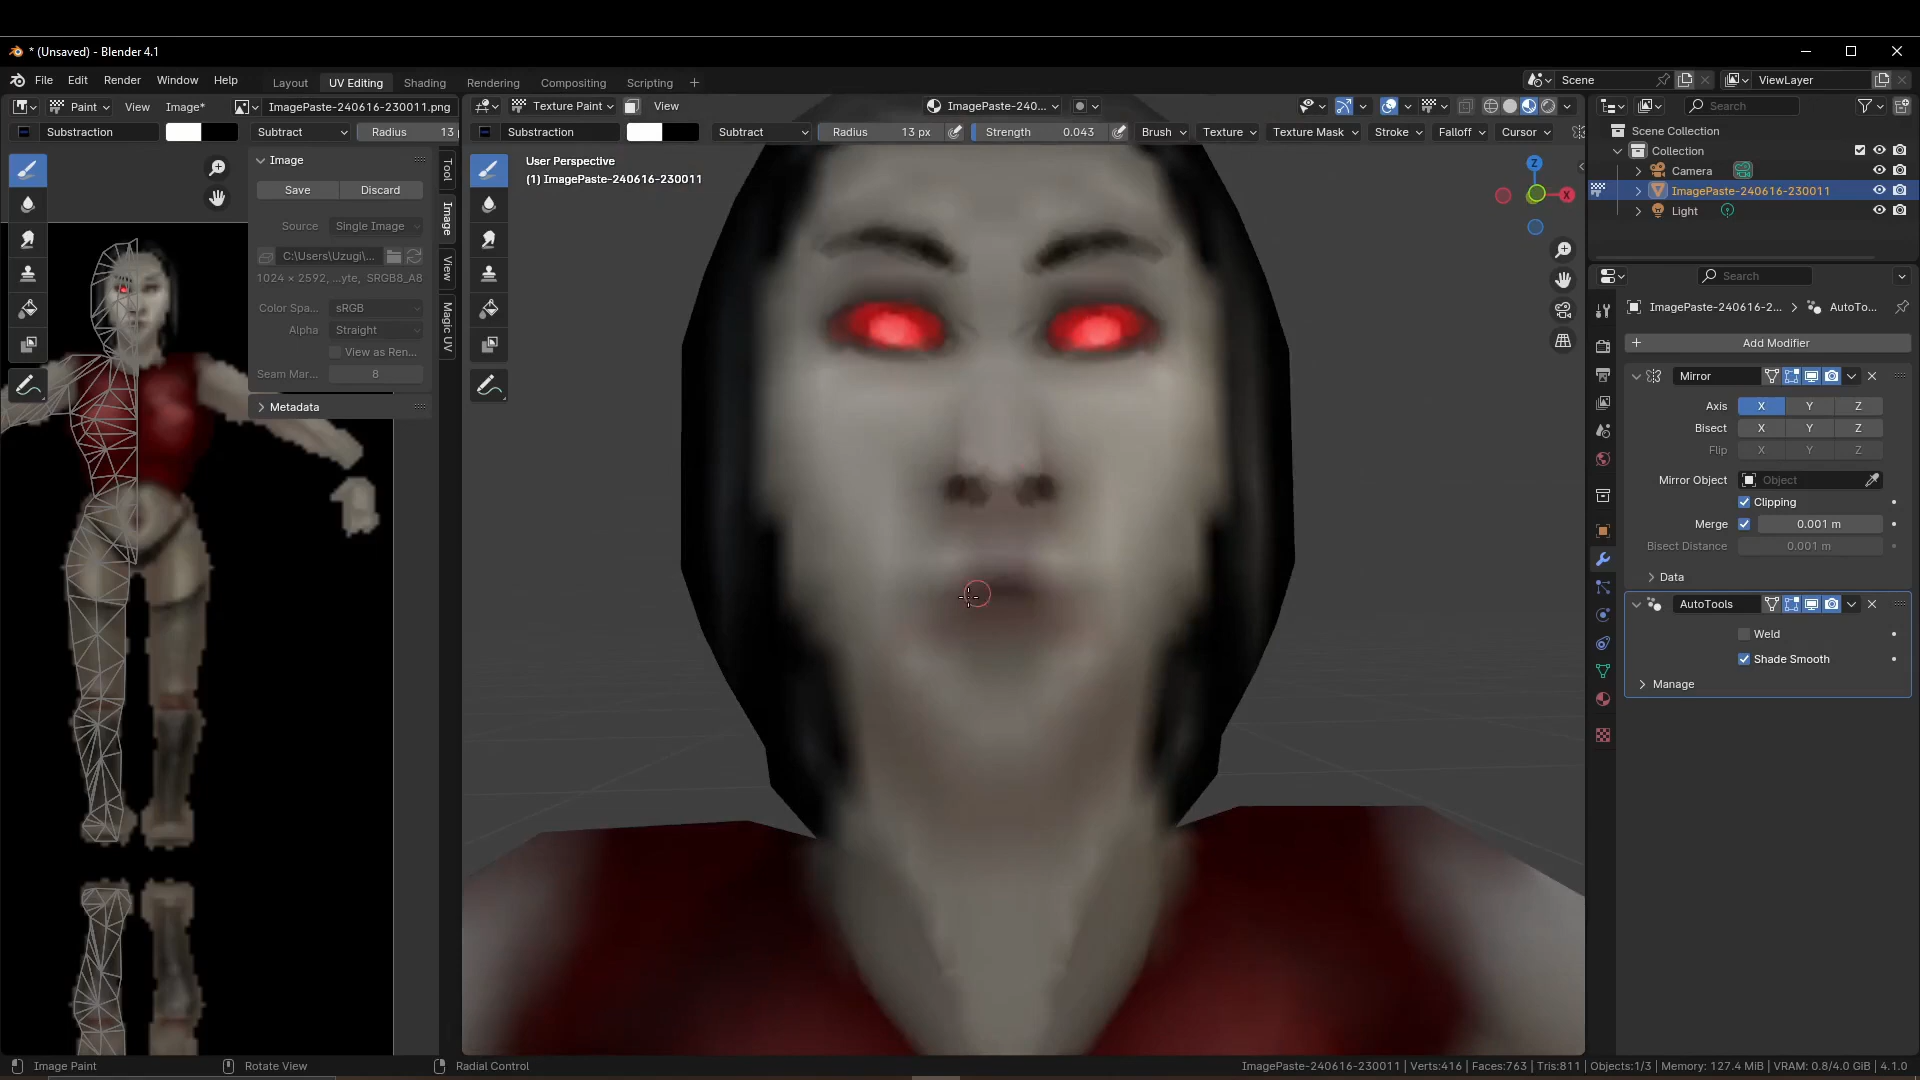 * (Unsaved) - Blender 4.1
File Edit Render Window Help
Layout UV Editing Shading Rendering Compositing Scripting +
Scene
ViewLayer
Paint View Image* ImagePaste-240616-230011.png
Texture Paint View
ImagePaste-240...
Search
Substraction Subtract Radius 13
Substraction Subtract Radius 13 px Strength 0.043 Brush Texture Texture Mask Stroke Falloff Cursor
Scene Collection
Collection
Camera
ImagePaste-240616-230011
Light
User Perspective
(1) ImagePaste-240616-230011
Image
Save Discard
Source Single Image
C:\Users\Uzugi\...
1024 × 2592, ...yte, SRGB8_A8
Color Spa... sRGB
Alpha Straight
View as Ren...
Seam Mar... 8
Metadata
Tool
Image
View
Magic UV
Z
X
Search
ImagePaste-240616-2... > AutoTo...
+ Add Modifier
Mirror
Axis X Y Z
Bisect X Y Z
Flip X Y Z
Mirror Object Object
Clipping
Merge 0.001 m
Bisect Distance 0.001 m
Data
AutoTools
Weld
Shade Smooth
Manage
Image Paint Rotate View Radial Control
ImagePaste-240616-230011 | Verts:416 | Faces:763 | Tris:811 | Objects:1/3 | Memory: 127.4 MiB | VRAM: 0.8/4.0 GiB | 4.1.0